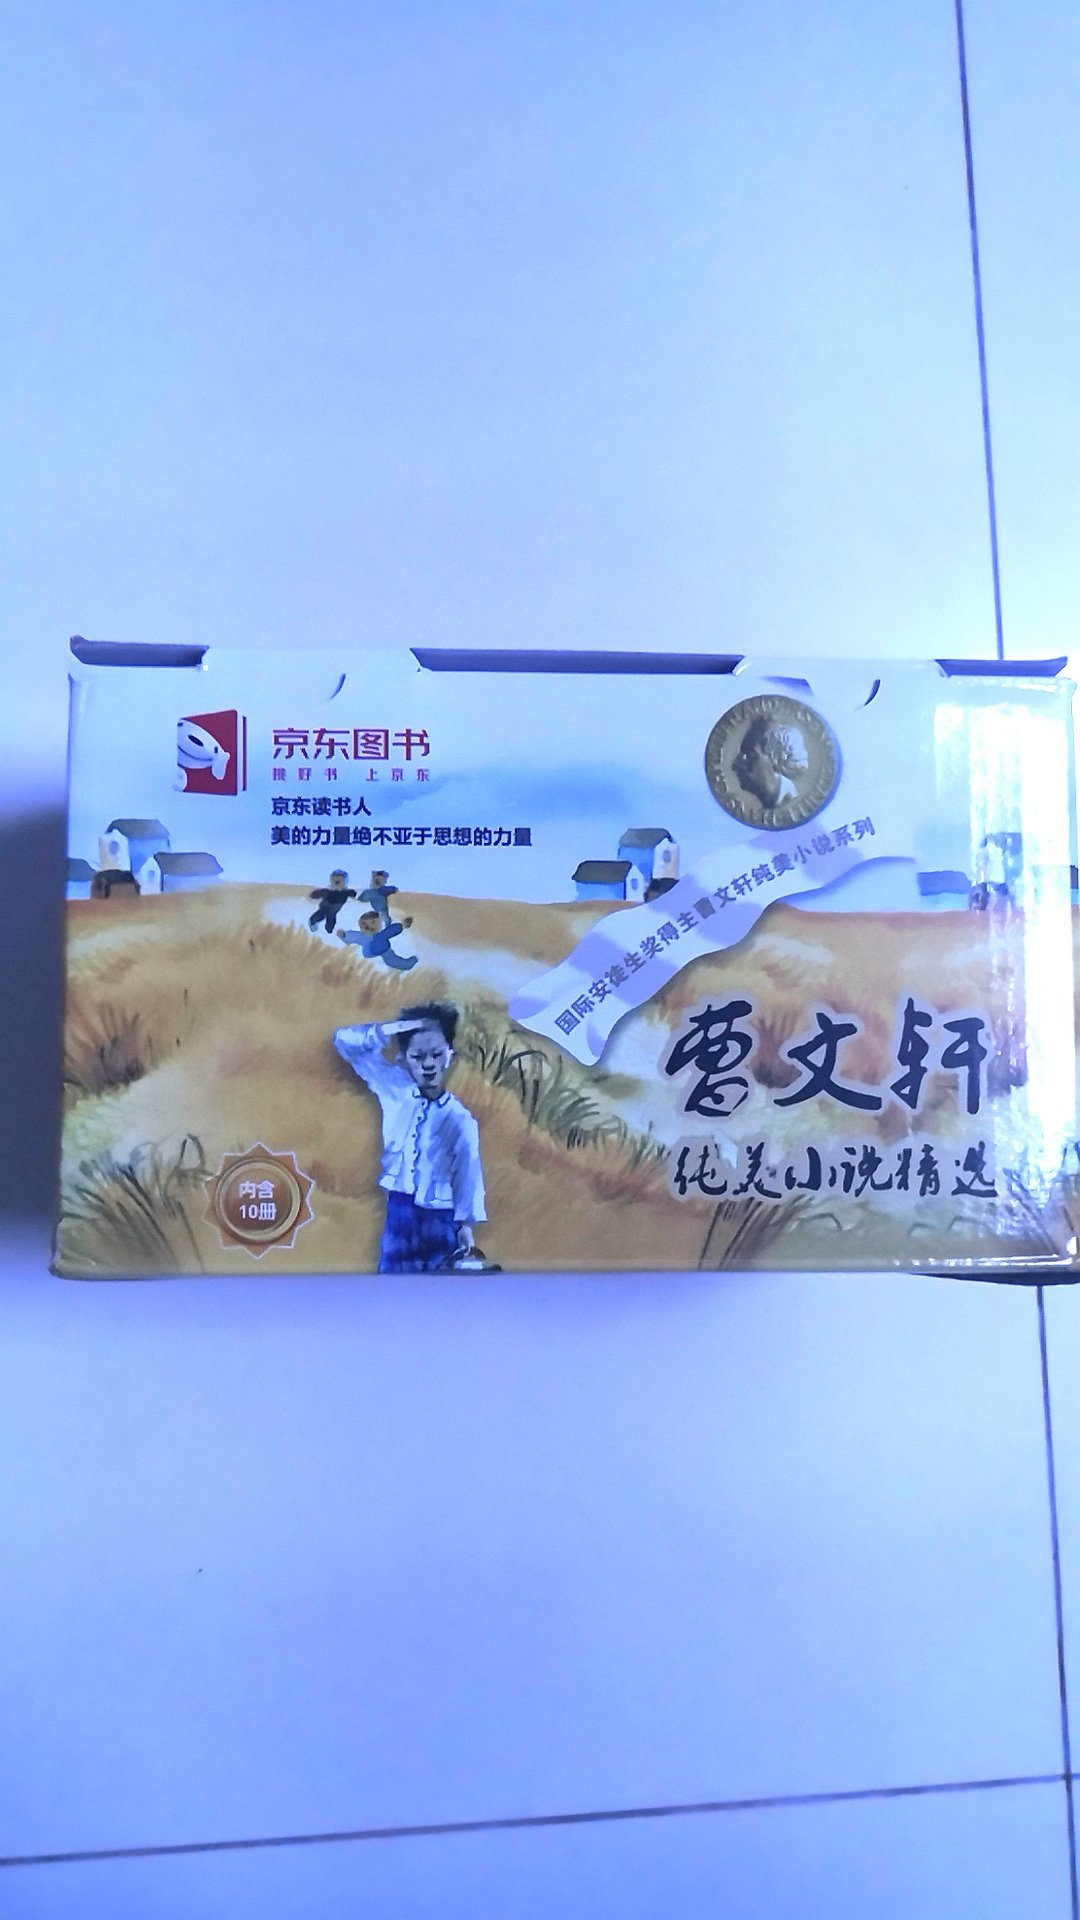 京东图书
挑好书 上京东
京东读书人
美的力量绝不亚于思想的力量
国际安徒生奖得主曹文轩纯美小说系列
曹文轩
纯美小说精选
内含
10册